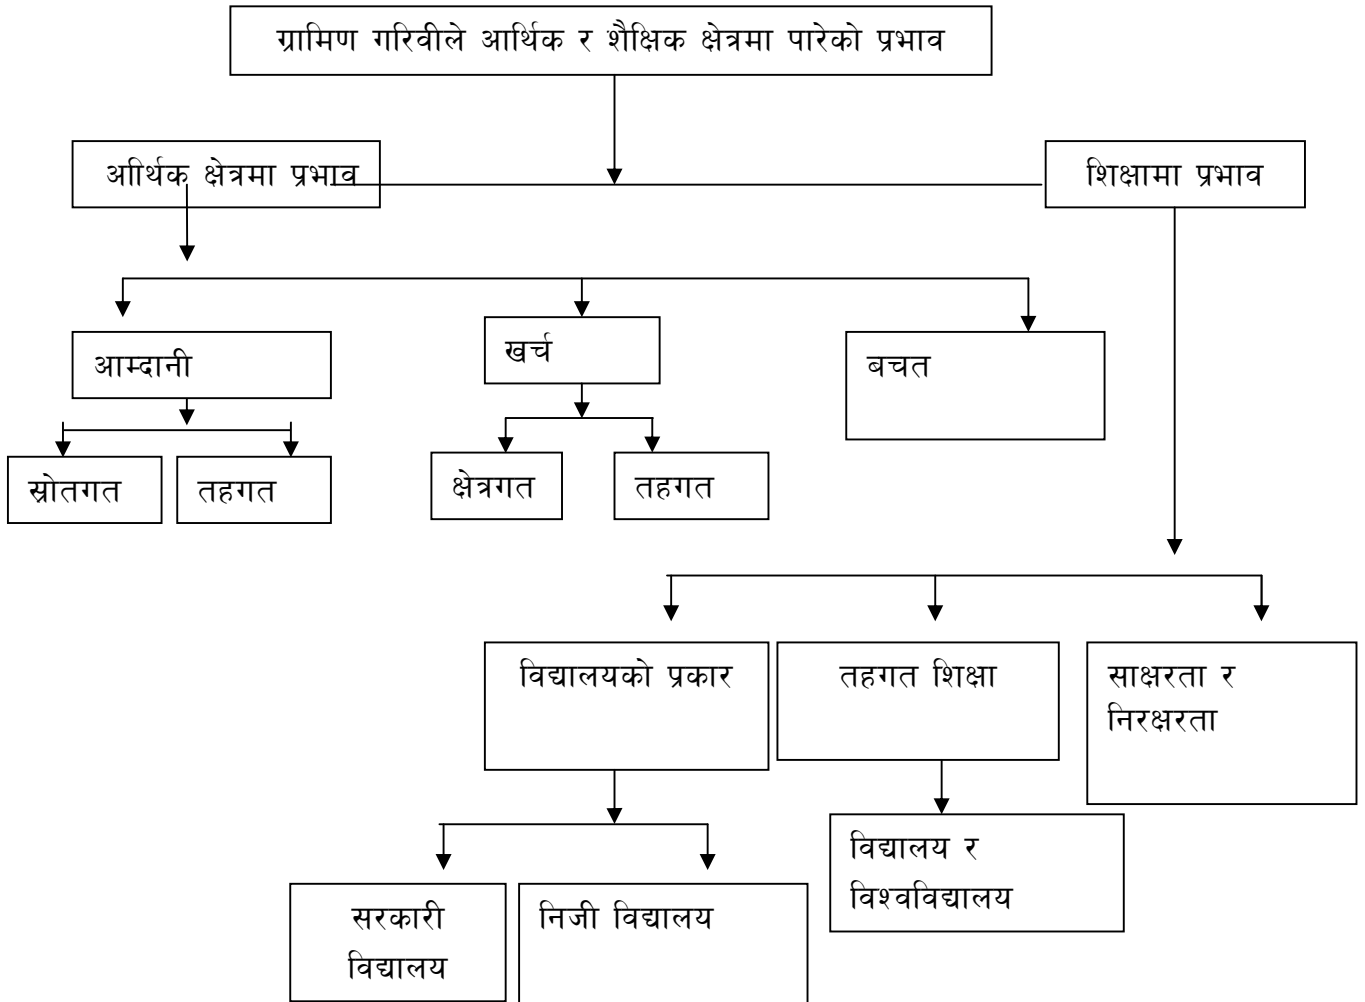 ग्रामिण गरिवीले आर्थिक र शैक्षिक क्षेत्रमा पारेको प्रभाव
आर्थिक क्षेत्रमा प्रभाव
शिक्षामा प्रभाव
आम्दानी
खर्च
बचत
स्रोतगत
तहगत
क्षेत्रगत
तहगत
विद्यालयको प्रकार
तहगत शिक्षा
साक्षरता र
निरक्षरता
विद्यालय र
विश्वविद्यालय
सरकारी
विद्यालय
निजी विद्यालय